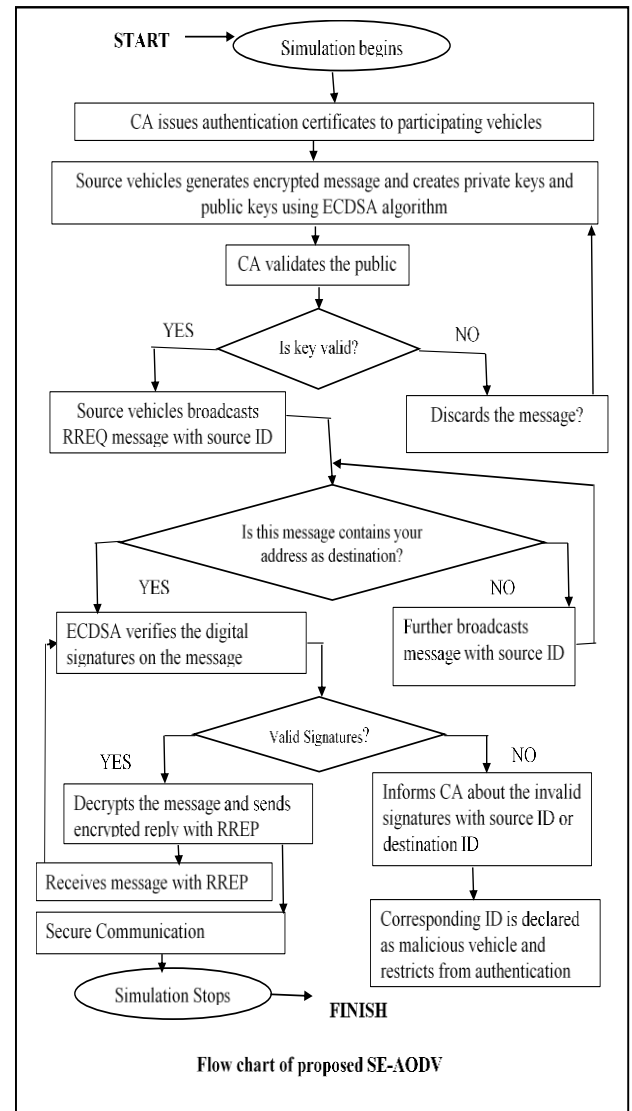 START
Simulation begins
CA issues authentication certificates to participating vehicles
Source vehicles generates encrypted message and creates private keys and
public keys using ECDSA algorithm
CA validates the public
YES
Is key valid?
NO
Source vehicles broadcasts
RREQ message with source ID
Discards the message?
Is this message contains your
address as destination?
YES
NO
ECDSA verifies the digital
signatures on the message
Further broadcasts
message with source ID
Valid Signatures?
YES
NO
Decrypts the message and sends
encrypted reply with RREP
Informs CA about the invalid
signatures with source ID or
destination ID
Receives message with RREP
Secure Communication
Corresponding ID is declared
as malicious vehicle and
restricts from authentication
Simulation Stops
FINISH
Flow chart of proposed SE-AODV